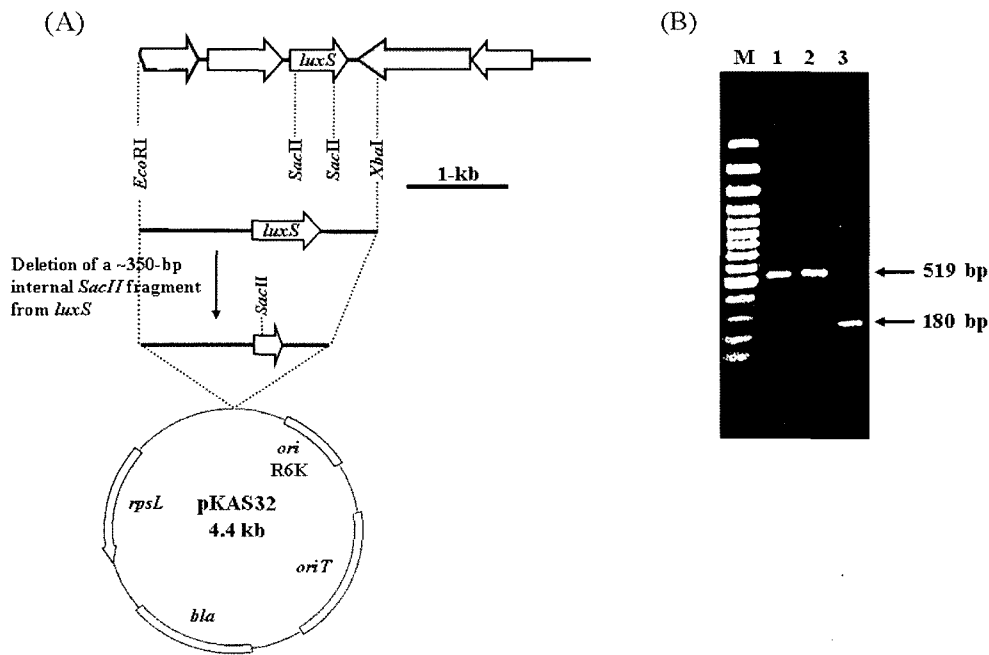 (A)
luxS
EcoRI
SacII
SacII
XbaI
1-kb
luxS
Deletion of a ~350-bp
internal SacII fragment
from luxS
SacII
ori
R6K
rpsL
pKAS32
4.4 kb
oriT
bla
(B)
M 1 2 3
519 bp
180 bp